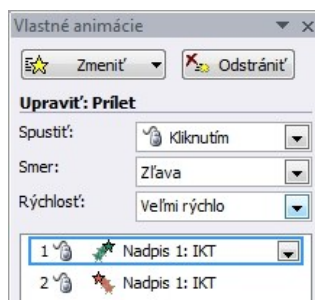 Vlastné animácie
Zmeniť Odstrániť
Upraviť: Prílet
Spustiť: Kliknutím
Smer: Zľava
Rýchlosť: Veľmi rýchlo
1 Nadpis 1: IKT
2 Nadpis 1: IKT